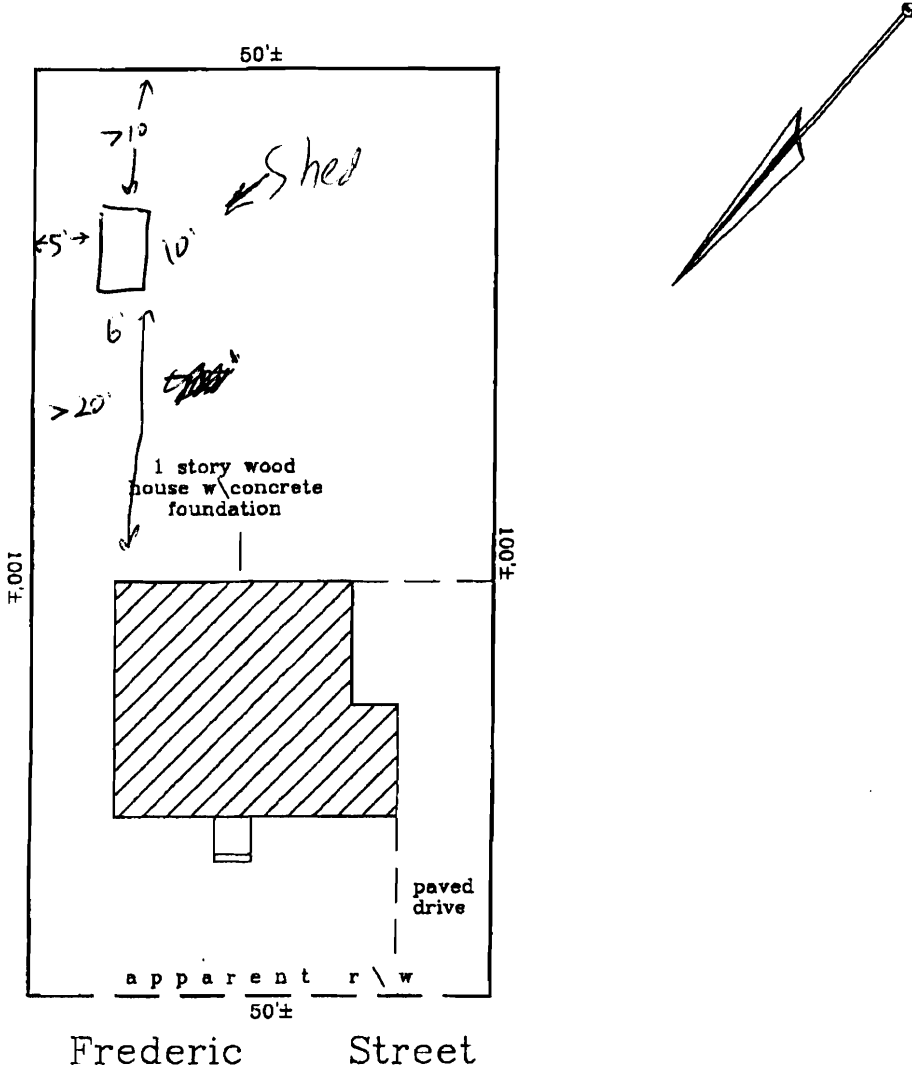 50'±
>10'
Shed
5'
10'
6'
>20'
1 story wood
house w\concrete
foundation
100'±
100'±
paved
drive
apparent r\w
50'±
Frederic Street